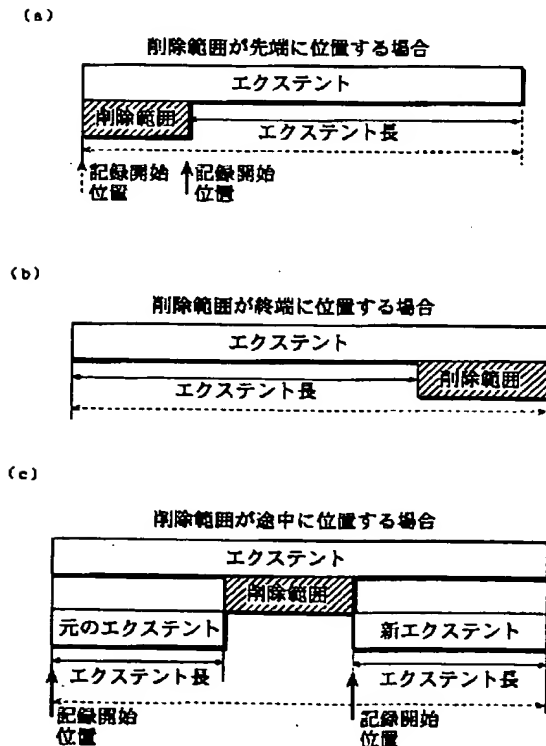 (a)
削除範囲が先端に位置する場合
エクステント
削除範囲
エクステント長
記録開始
位置
記録開始
位置
(b)
削除範囲が終端に位置する場合
エクステント
エクステント長
削除範囲
(c)
削除範囲が途中に位置する場合
エクステント
削除範囲
元のエクステント
新エクステント
エクステント長
エクステント長
記録開始
位置
記録開始
位置